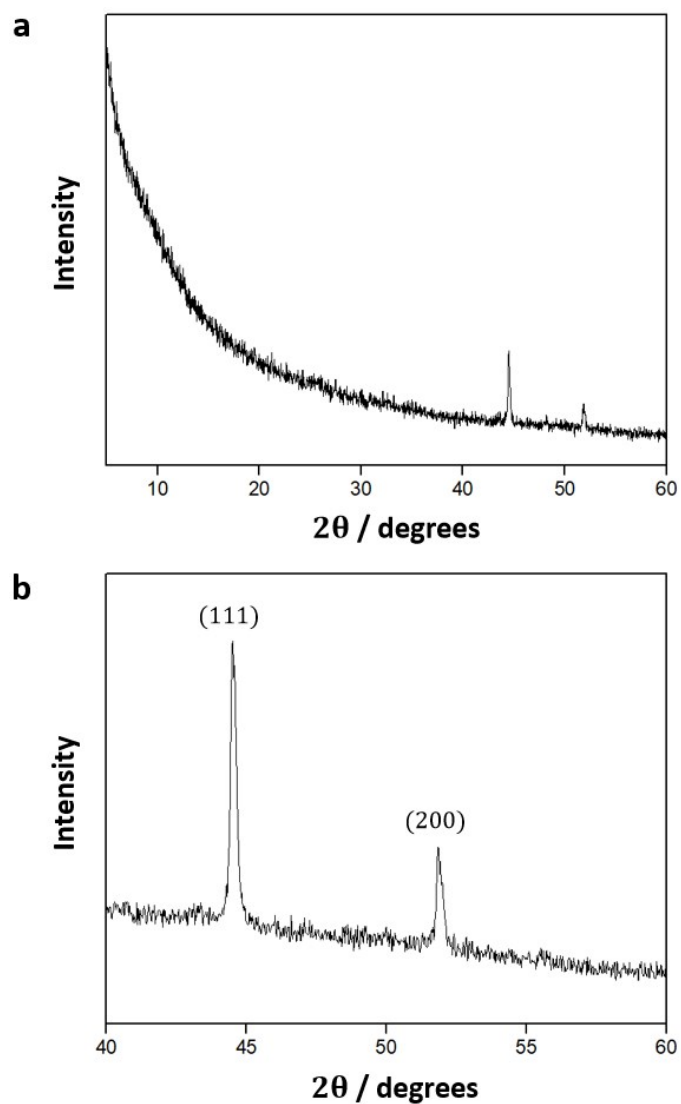 a
Intensity
10 20 30 40 50 60
2θ / degrees
b
(111)
(200)
Intensity
40 45 50 55 60
2θ / degrees